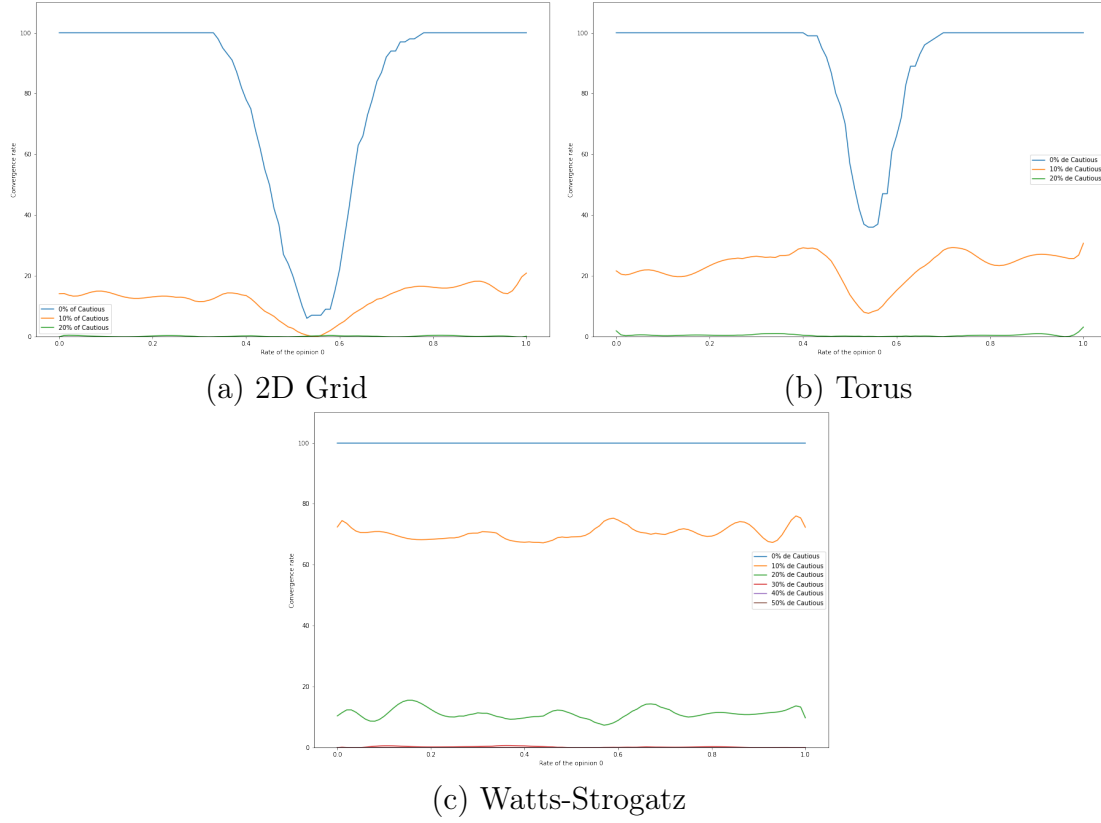 100
80
60
40
20
0
Convergence rate
0% of Cautious
10% of Cautious
20% of Cautious
0.0 0.2 0.4 0.6 0.8 1.0
Rate of the opinion 0
(a) 2D Grid
100
80
60
40
20
0
Convergence rate
0% de Cautious
10% de Cautious
20% de Cautious
0.0 0.2 0.4 0.6 0.8 1.0
Rate of the opinion 0
(b) Torus
100
80
60
40
20
0
Convergence rate
0% de Cautious
10% de Cautious
20% de Cautious
30% de Cautious
40% de Cautious
50% de Cautious
0.0 0.2 0.4 0.6 0.8 1.0
Rate of the opinion 0
(c) Watts-Strogatz